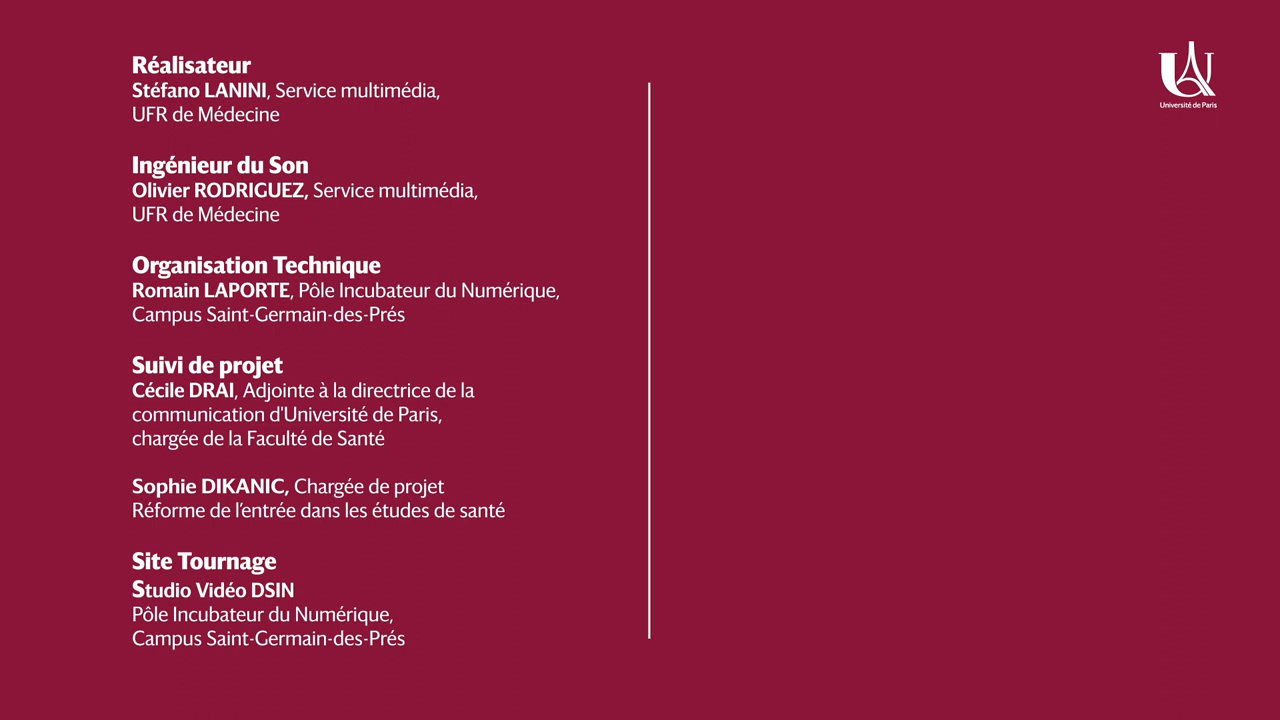 Réalisateur
Stéfano LANINI, Service multimédia,
UFR de Médecine
Ingénieur du Son
Olivier RODRIGUEZ, Service multimédia,
UFR de Médecine
Organisation Technique
Romain LAPORTE, Pôle Incubateur du Numérique,
Campus Saint-Germain-des-Prés
Suivi de projet
Cécile DRAI, Adjointe à la directrice de la
communication d'Université de Paris,
chargée de la Faculté de Santé
Sophie DIKANIC, Chargée de projet
Réforme de l’entrée dans les études de santé
Site Tournage
Studio Vidéo DSIN
Pôle Incubateur du Numérique,
Campus Saint-Germain-des-Prés
Université de Paris